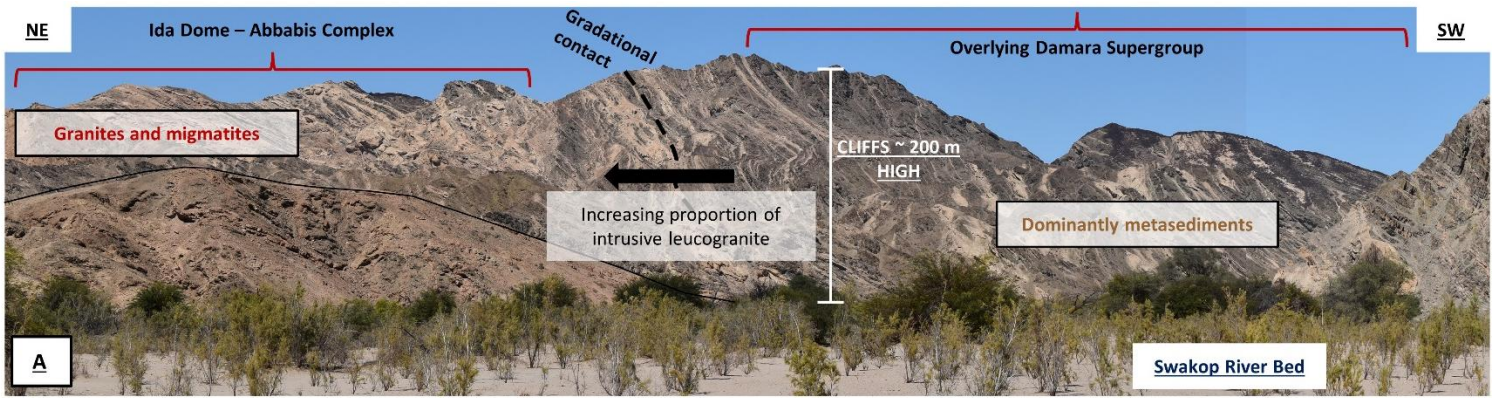 NE
Ida Dome – Abbabis Complex
Gradational
contact
Overlying Damara Supergroup
SW
Granites and migmatites
CLIFFS ~ 200 m
HIGH
Increasing proportion of
intrusive leucogranite
Dominantly metasediments
A
Swakop River Bed